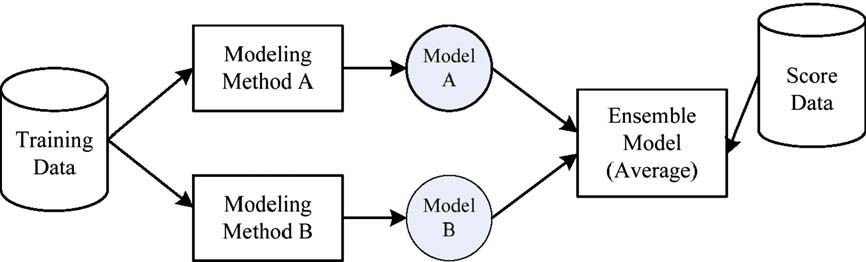 Training
Data
Modeling
Method A
Model
A
Modeling
Method B
Model
B
Ensemble
Model
(Average)
Score
Data